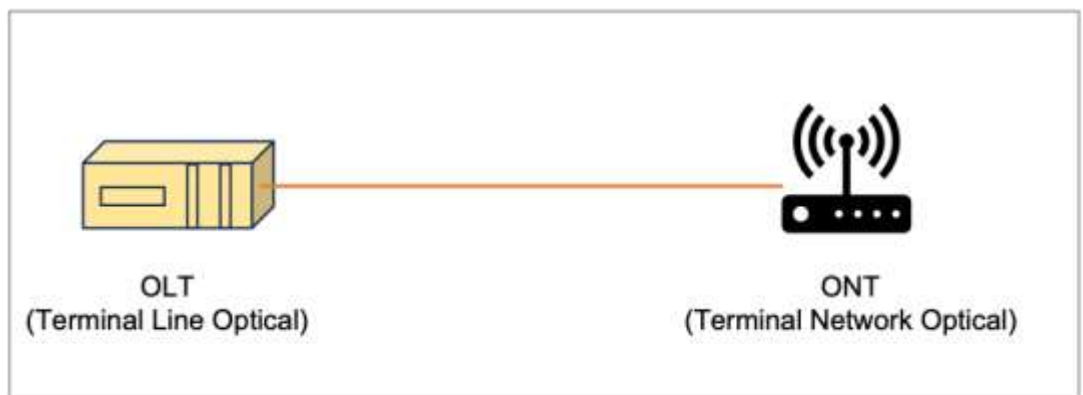 OLT
(Terminal Line Optical)
ONT
(Terminal Network Optical)